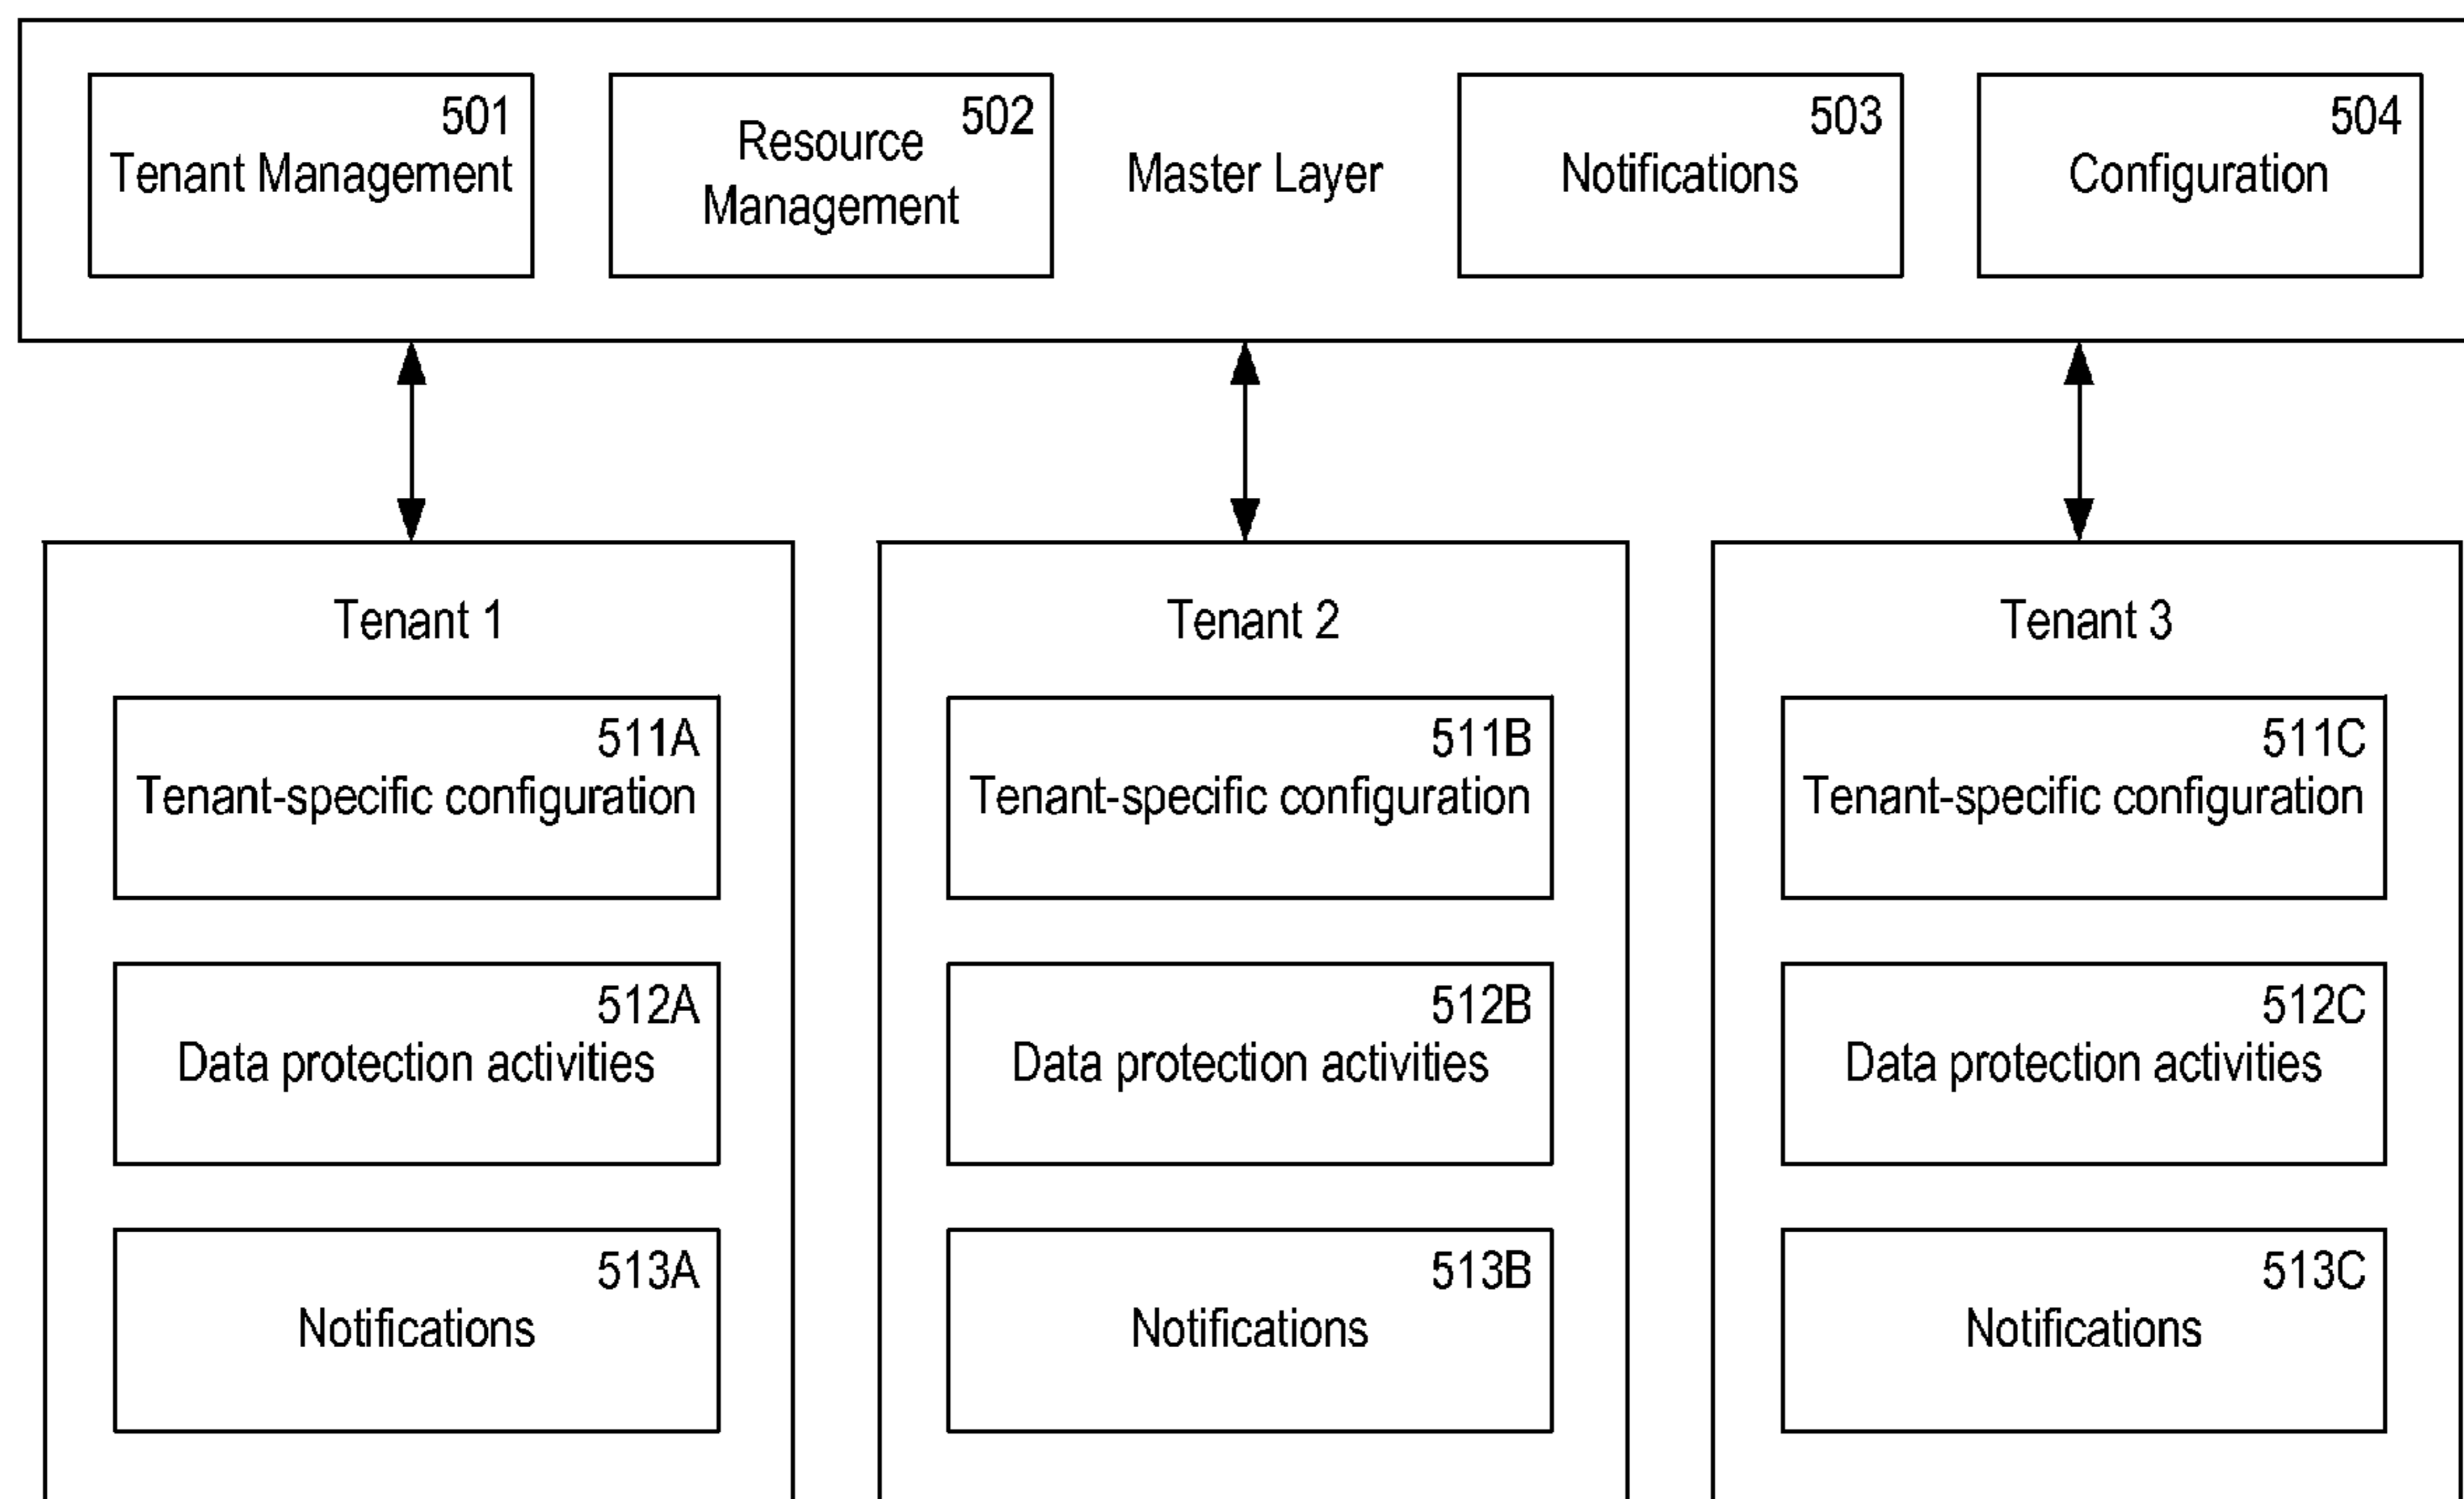 501
Tenant Management
502
Resource
Management
Master Layer
503
Notifications
504
Configuration
Tenant 1
511A
Tenant-specific configuration
512A
Data protection activities
513A
Notifications
Tenant 2
511B
Tenant-specific configuration
512B
Data protection activities
513B
Notifications
Tenant 3
511C
Tenant-specific configuration
512C
Data protection activities
513C
Notifications